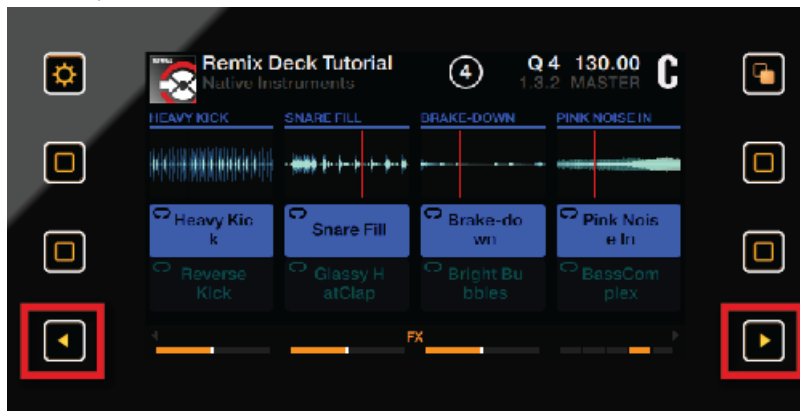 Remix Deck Tutorial
Native Instruments
4
Q 4 130.00
1.3.2 MASTER
C
HEAVY KICK
SNARE FILL
BRAKE-DOWN
PINK NOISE IN
Heavy Kic
k
Snare Fill
Brake-do
wn
Pink Nois
e In
Reverse
Kick
Glassy H
atClap
Bright Bu
bbles
BassCom
plex
FX